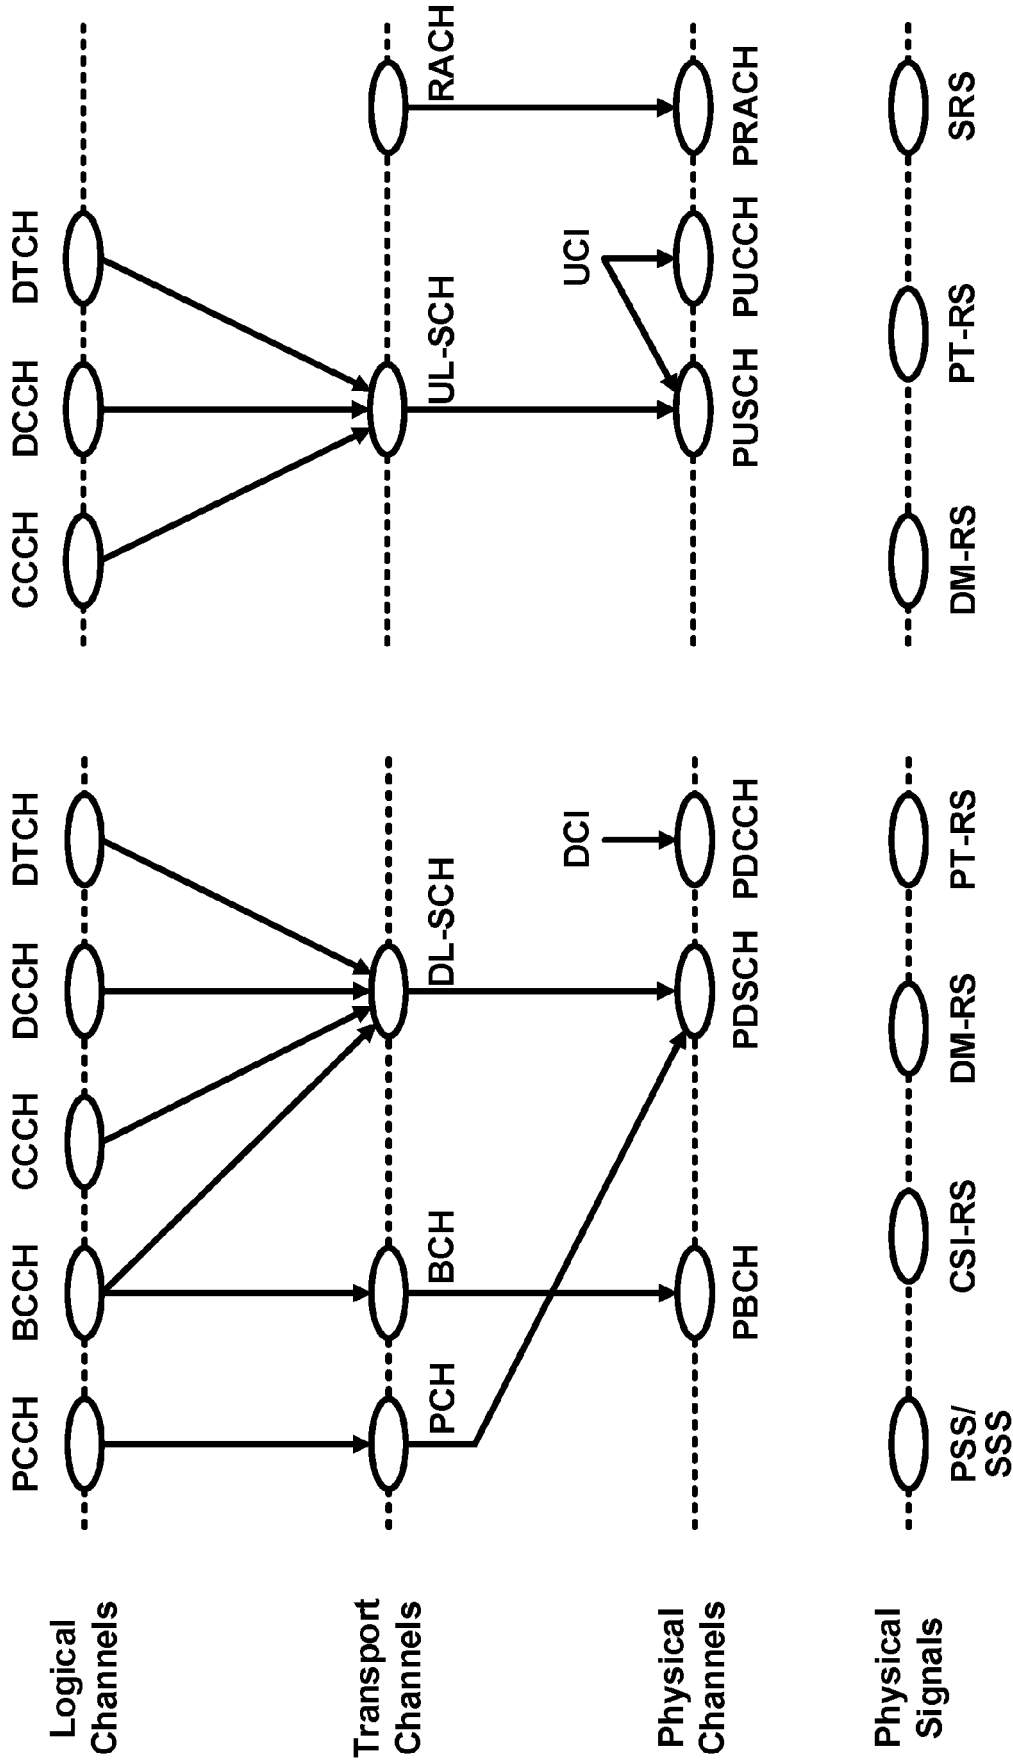 Logical
Channels
PCCH
BCCH
CCCH
DCCH
DTCH
CCCH
DCCH
DTCH
Transport
Channels
PCH
BCH
DL-SCH
UL-SCH
RACH
DCI
UCI
Physical
Channels
PBCH
PDSCH
PDCCH
PUSCH
PUCCH
PRACH
Physical
Signals
PSS/
SSS
CSI-RS
DM-RS
PT-RS
DM-RS
PT-RS
SRS